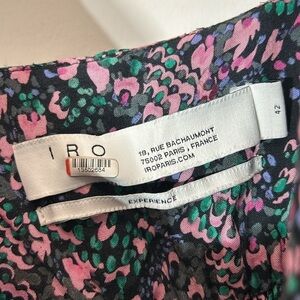 IRO
19, RUE BACHAUMONT
75002 PARIS, FRANCE
IROPARIS.COM
42
EXPERIENCE